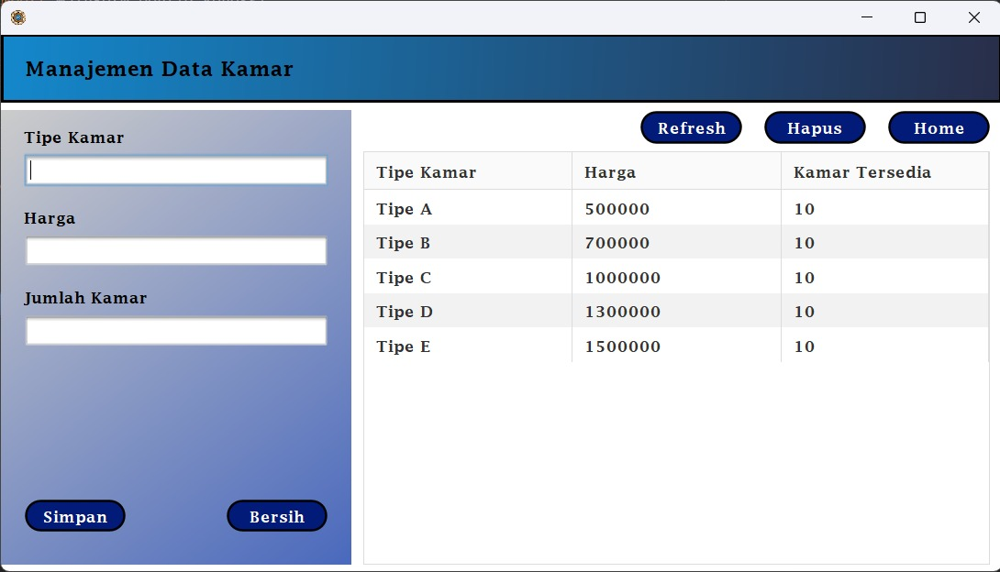 Manajemen Data Kamar
Tipe Kamar
Harga
Jumlah Kamar
Simpan Bersih
Refresh Hapus Home
Tipe Kamar Harga Kamar Tersedia
Tipe A 500000 10
Tipe B 700000 10
Tipe C 1000000 10
Tipe D 1300000 10
Tipe E 1500000 10